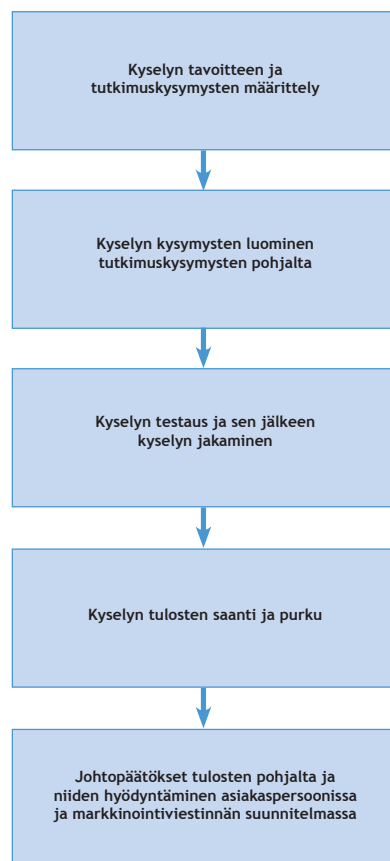 Kyselyn tavoitteen ja
tutkimuskysymysten määrittely
Kyselyn kysymysten luominen
tutkimuskysymysten pohjalta
Kyselyn testaus ja sen jälkeen
kyselyn jakaminen
Kyselyn tulosten saanti ja purku
Johtopäätökset tulosten pohjalta ja
niiden hyödyntäminen asiakaspersoonissa
ja markkinointiviestinnän suunnitelmassa